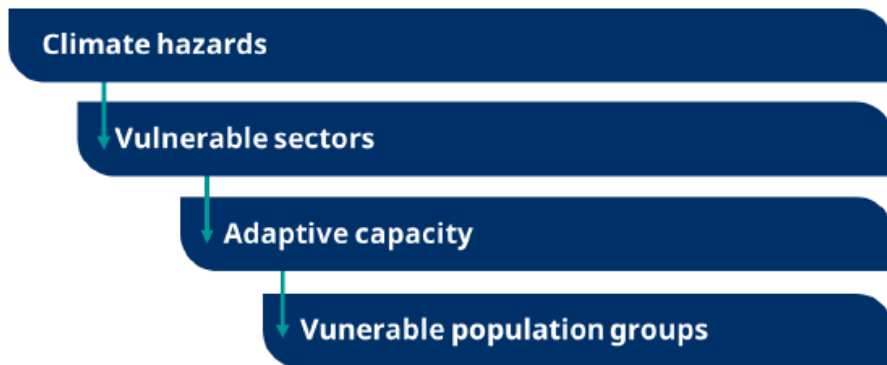 Climate hazards
Vulnerable sectors
Adaptive capacity
Vunerable population groups